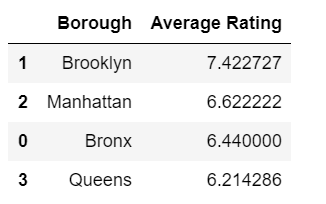 Borough Average Rating
1 Brooklyn 7.422727
2 Manhattan 6.622222
0 Bronx 6.440000
3 Queens 6.214286